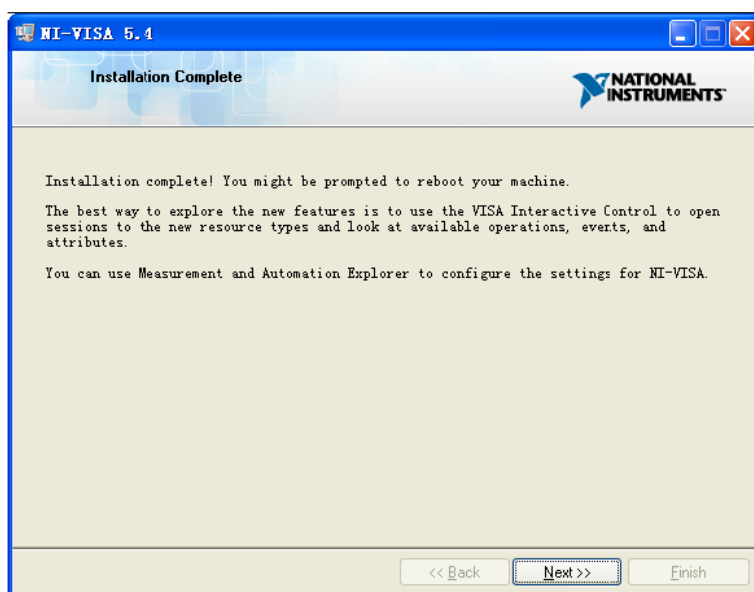 NI-VISA 5.4
Installation Complete
NATIONAL
INSTRUMENTS
Installation complete! You might be prompted to reboot your machine.
The best way to explore the new features is to use the VISA Interactive Control to open
sessions to the new resource types and look at available operations, events, and
attributes.
You can use Measurement and Automation Explorer to configure the settings for NI-VISA.
<< Back
Next >>
Finish